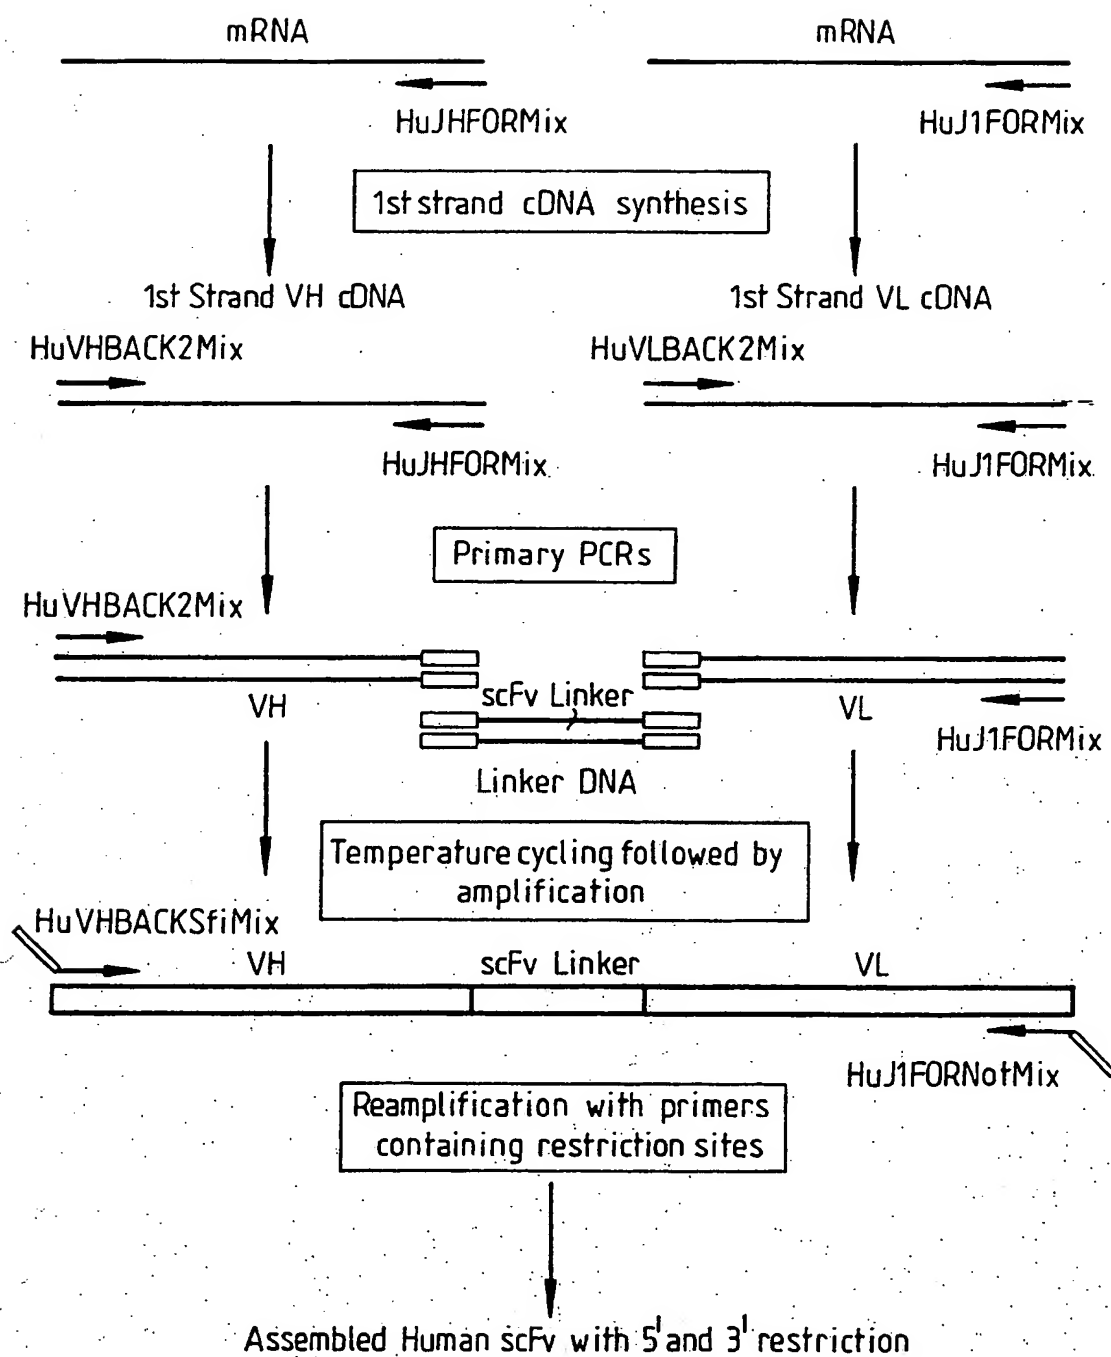 mRNA
mRNA
HuJHFORMix
HuJ1FORMix
1st strand cDNA synthesis
1st Strand VH cDNA
1st Strand VL cDNA
HuVHBACK2Mix
HuVLBACK2Mix
HuJHFORMix
HuJ1FORMix
Primary PCRs
HuVHBACK2Mix
VH
scFv Linker
VL
HuJ1FORMix
Linker DNA
Temperature cycling followed by
amplification
HuVHBACKSfiMix
VH
scFv Linker
VL
HuJ1FORNotMix
Reamplification with primers
containing restriction sites
Assembled Human scFv with 5' and 3' restriction